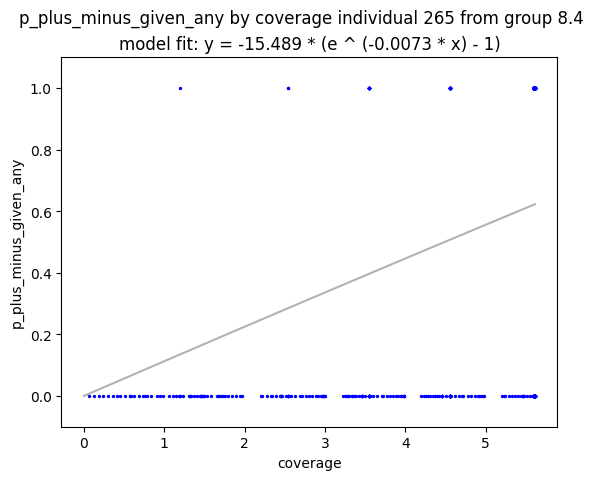 p_plus_minus_given_any by coverage individual 265 from group 8.4
model fit: y = -15.489 * (e ^ (-0.0073 * x) - 1)
p_plus_minus_given_any
1.0
0.8
0.6
0.4
0.2
0.0
0 1 2 3 4 5
coverage